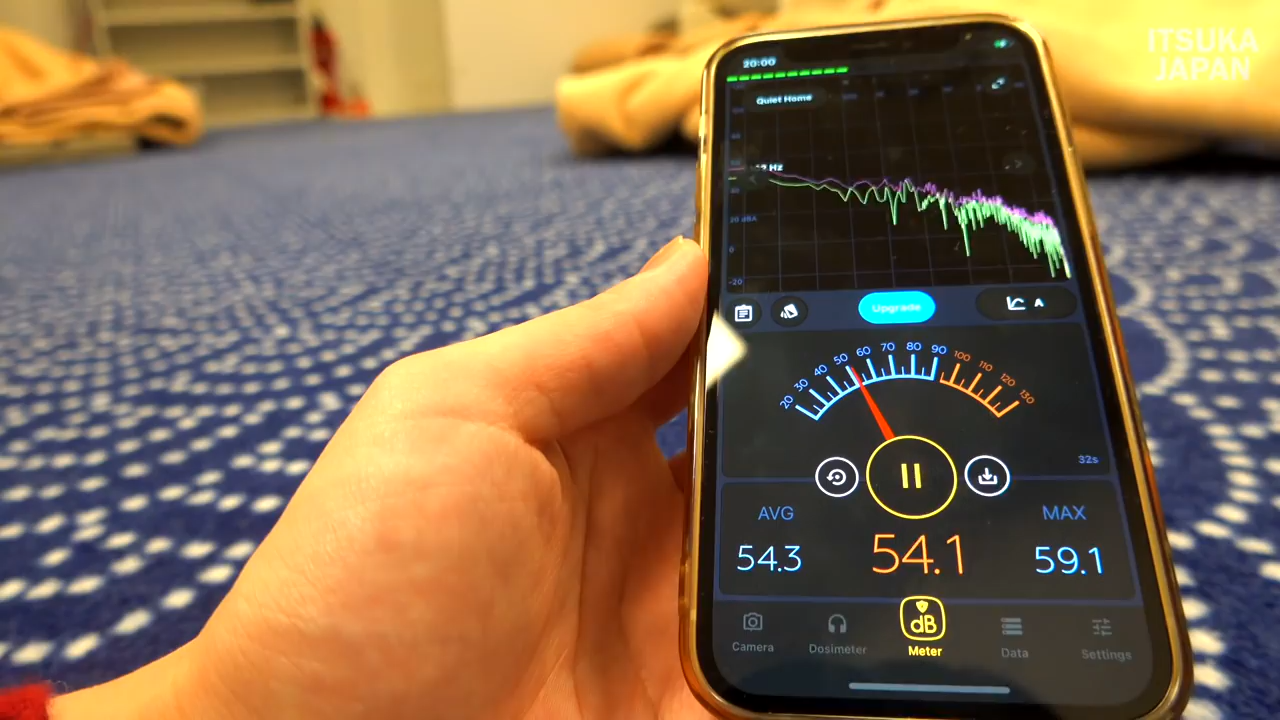 ITSUKA
JAPAN
20:00
Quiet Home
Hz
20 dBA
0
-20
Upgrade
A
20 30 40 50 60 70 80 90 100 110 120 130
32s
AVG
MAX
54.3
54.1
59.1
dB
Camera
Dosimeter
Meter
Data
Settings